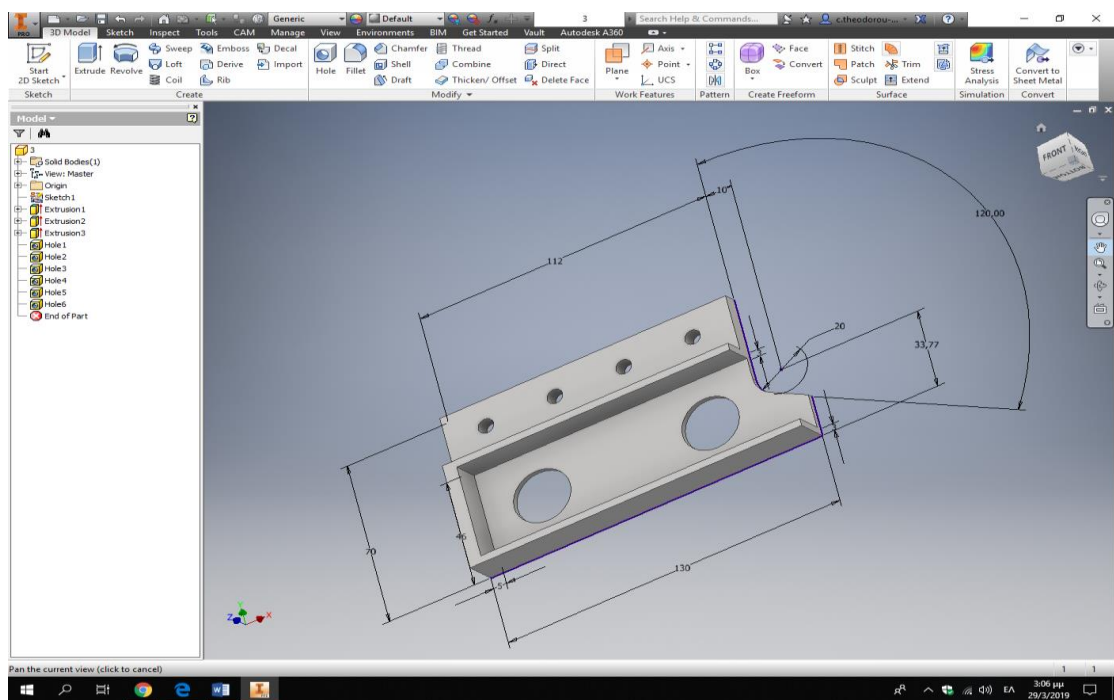 Generic
Default
3
Search Help & Commands...
c.theodorou-...
PRO
3D Model Sketch Inspect Tools CAM Manage View Environments BIM Get Started Vault Autodesk A360
Start
2D Sketch
Extrude Revolve
Sweep Emboss Decal
Loft Derive Import
Coil Rib
Hole Fillet
Chamfer Thread Split
Shell Combine Direct
Draft Thicken/ Offset Delete Face
Plane
Axis
Point
UCS
Box
Face
Convert
Stitch
Patch Trim
Sculpt Extend
Stress
Analysis
Convert to
Sheet Metal
Sketch Create Modify Work Features Pattern Create Freeform Surface Simulation Convert
Model
3
Solid Bodies(1)
View: Master
Origin
Sketch1
Extrusion1
Extrusion2
Extrusion3
Hole1
Hole2
Hole3
Hole4
Hole5
Hole6
End of Part
FRONT
10
120,00
112
20
33,77
46
70
5
130
Y
X
Z
Pan the current view (click to cancel)
1 1
ΕΛ
3:06 μμ
29/3/2019